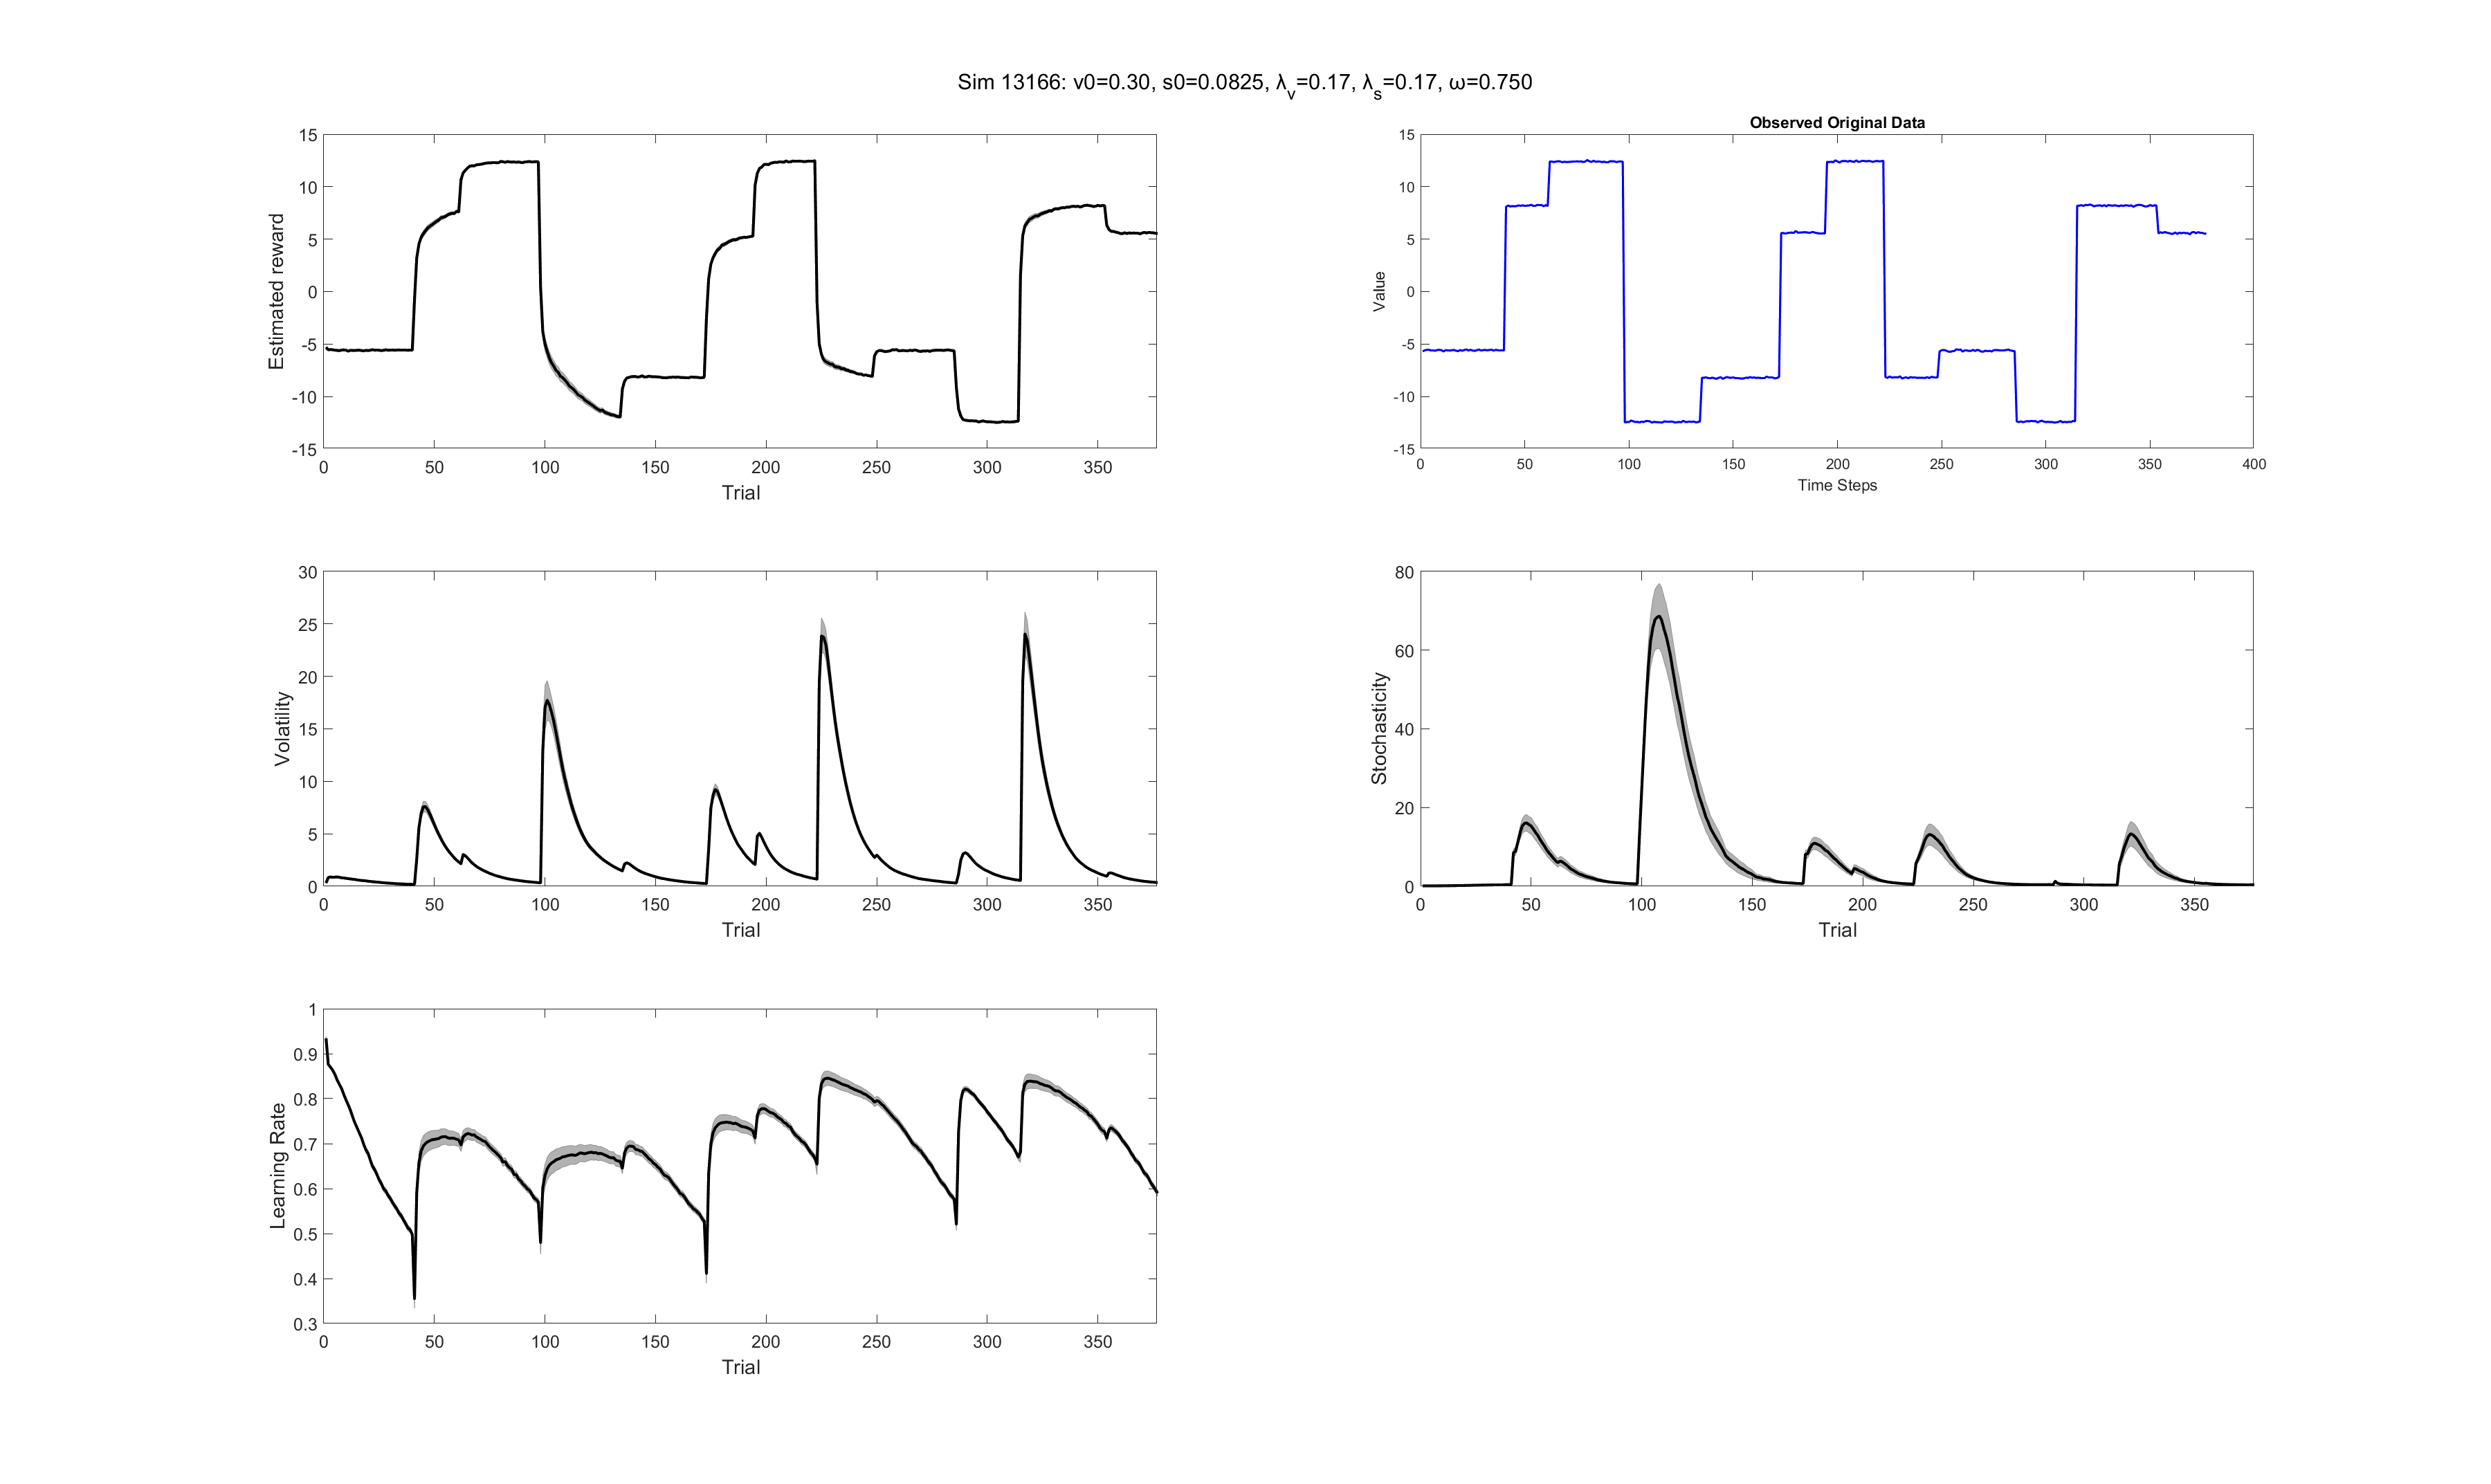 Sim 13166: v0=0.30, s0=0.0825, λ_v=0.17, λ_s=0.17, ω=0.750
Estimated reward
15
10
5
0
-5
-10
-15
0 50 100 150 200 250 300 350
Trial
Observed Original Data
Value
15
10
5
0
-5
-10
-15
0 50 100 150 200 250 300 350 400
Time Steps
Volatility
30
25
20
15
10
5
0
0 50 100 150 200 250 300 350
Trial
Stochasticity
80
60
40
20
0
0 50 100 150 200 250 300 350
Trial
Learning Rate
1
0.9
0.8
0.7
0.6
0.5
0.4
0.3
0 50 100 150 200 250 300 350
Trial